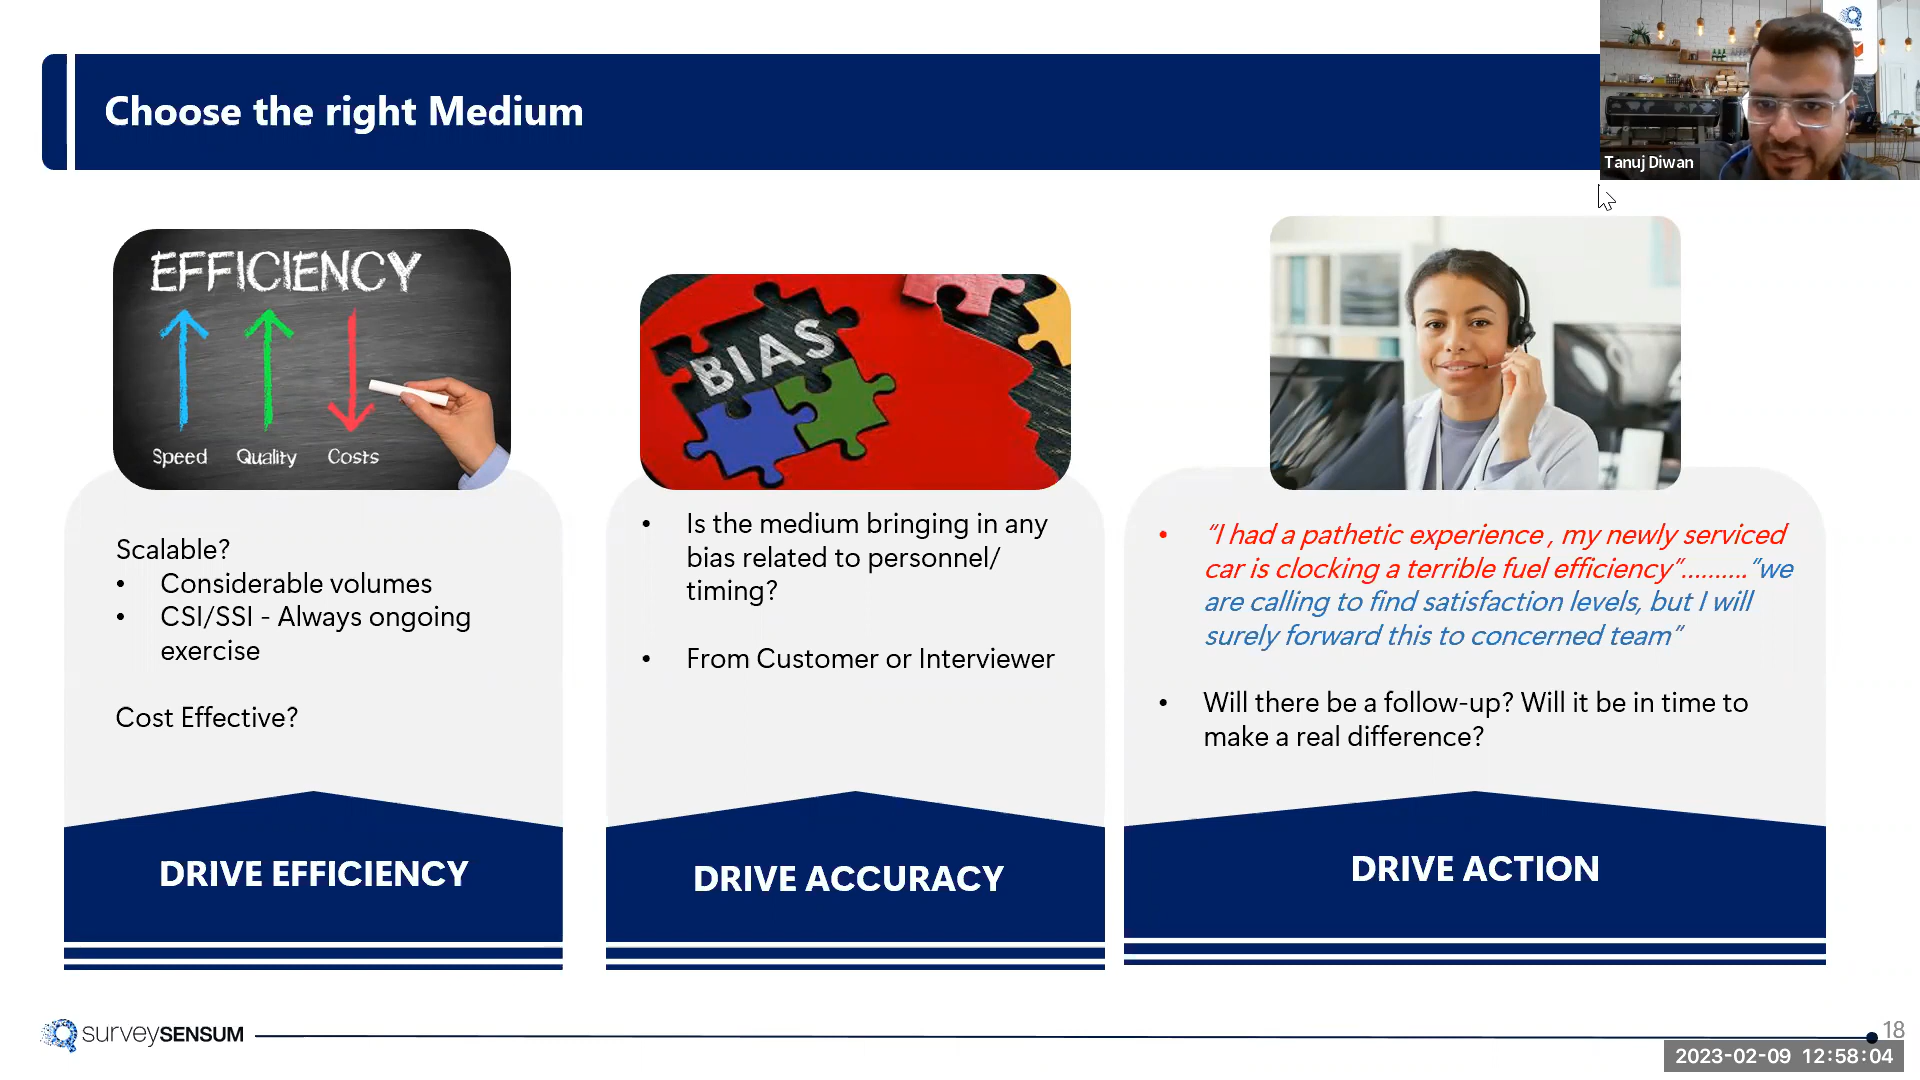 Choose the right Medium
Tanuj Diwan
EFFICIENCY
Speed Quality Costs
Scalable?
• Considerable volumes
• CSI/SSI - Always ongoing
exercise
Cost Effective?
DRIVE EFFICIENCY
BIAS
• Is the medium bringing in any
bias related to personnel/
timing?
• From Customer or Interviewer
DRIVE ACCURACY
• “I had a pathetic experience , my newly serviced
car is clocking a terrible fuel efficiency”..........”we
are calling to find satisfaction levels, but I will
surely forward this to concerned team”
• Will there be a follow-up? Will it be in time to
make a real difference?
DRIVE ACTION
surveySENSUM
18
2023-02-09 12:58:04